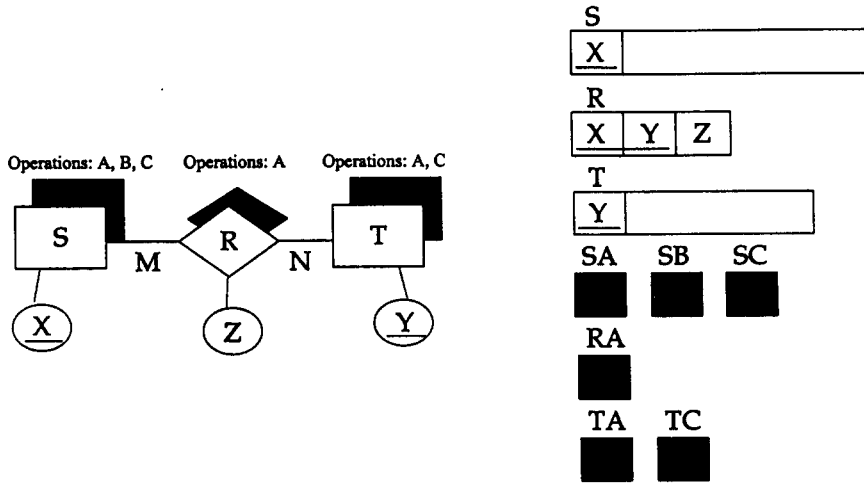 Operations: A, B, C
Operations: A
Operations: A, C
S
R
T
M
N
X
Z
Y
S
X
R
X Y Z
T
Y
SA SB SC
RA
TA TC